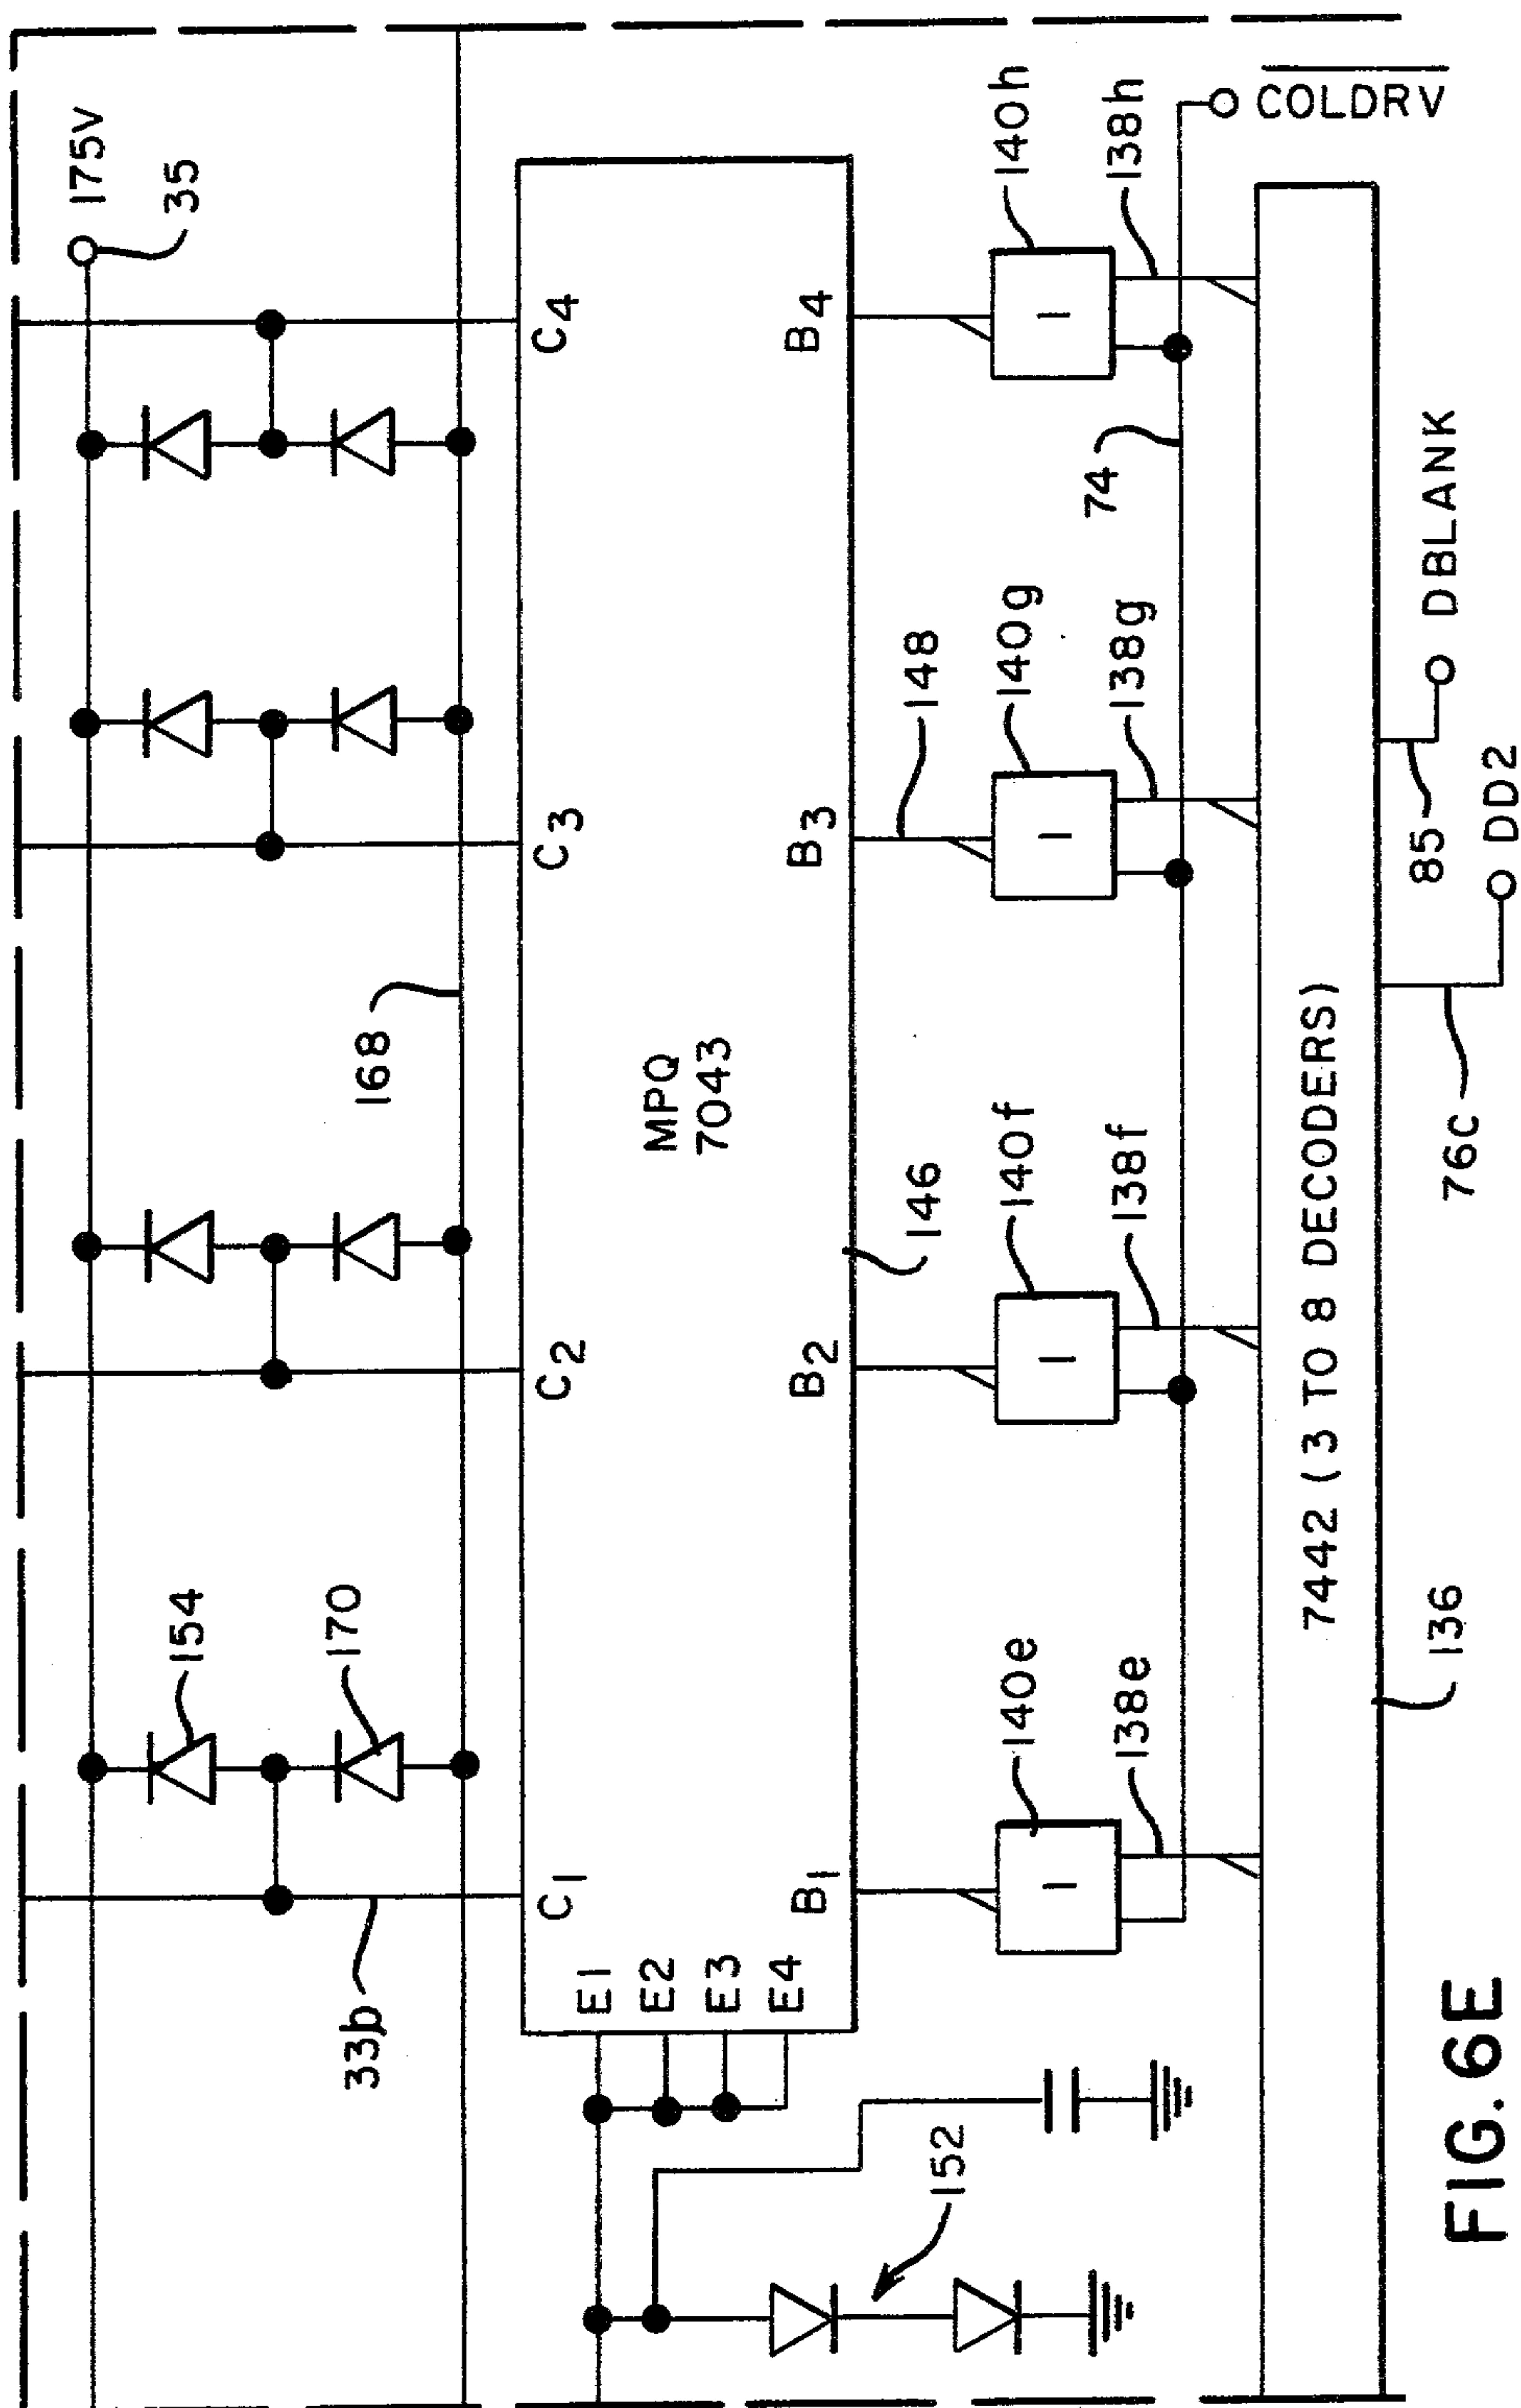 175V
35
154
170
168
33b
C1
C2
C3
C4
E1
E2
E3
E4
MPQ
7043
B1
B2
B3
B4
146
148
152
140e
140f
140g
140h
138e
138f
138g
138h
74
COLDRV
7442 (3 TO 8 DECODERS)
136
76c
85
DBLANK
DD2
FIG. 6E